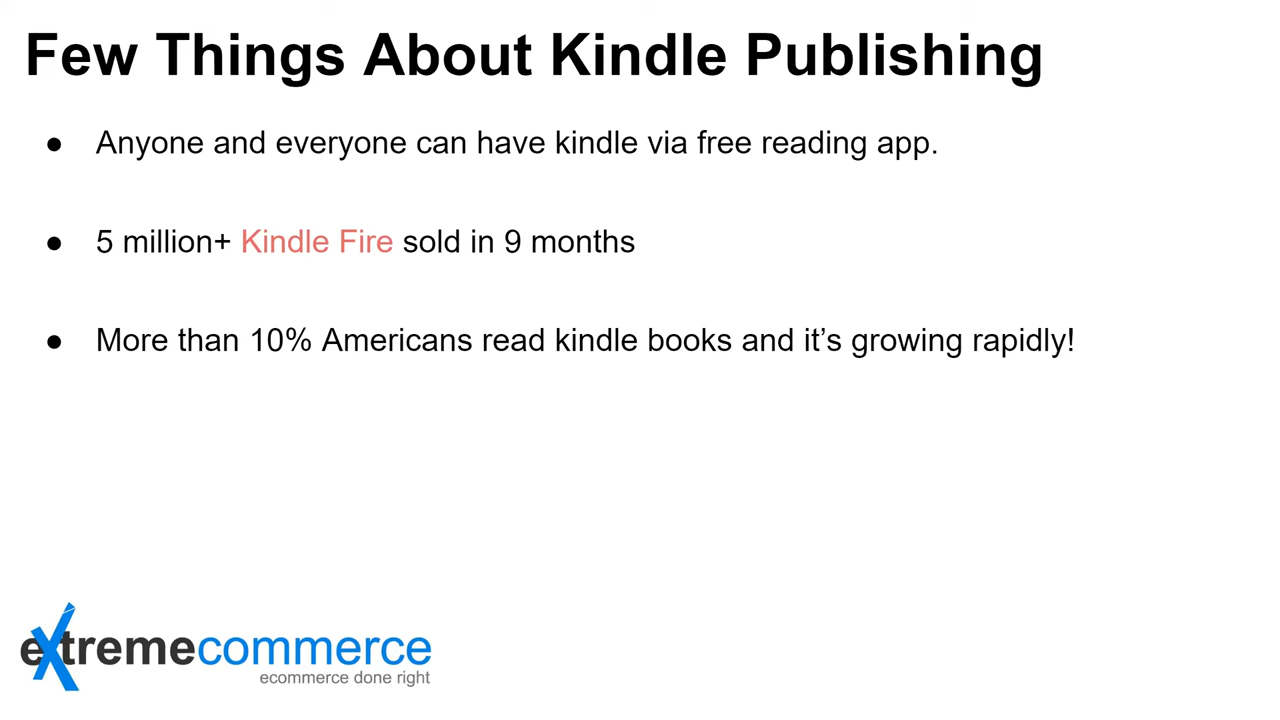 Few Things About Kindle Publishing
● Anyone and everyone can have kindle via free reading app.
● 5 million+ Kindle Fire sold in 9 months
● More than 10% Americans read kindle books and it’s growing rapidly!
extremecommerce
ecommerce done right